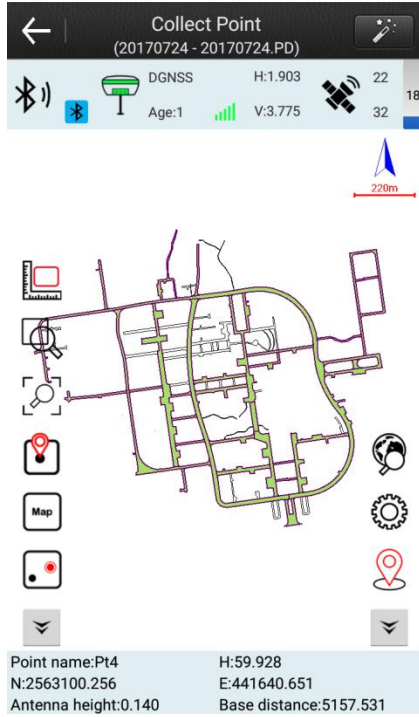 Collect Point
(20170724 - 20170724.PD)
DGNSS H:1.903 22
18
Age:1 V:3.775 32
220m
Map
Point name:Pt4 H:59.928
N:2563100.256 E:441640.651
Antenna height:0.140 Base distance:5157.531